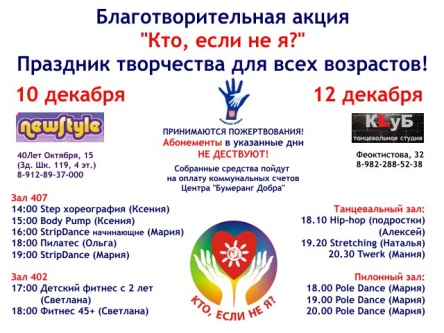 Благотворительная акция
"Кто, если не я?"
Праздник творчества для всех возрастов!
10 декабря
newstyle
40Лет Октября, 15
(Зд. Шк. 119, 4 эт.)
8-912-89-37-000
ПРИНИМАЮТСЯ ПОЖЕРТВОВАНИЯ!
Абонементы в указанные дни
НЕ ДЕСТВУЮТ!
Собранные средства пойдут
на оплату коммунальных счетов
Центра "Бумеранг Добра"
12 декабря
КлуБ
танцевальная студия
Феоктистова, 32
8-982-288-52-38
Зал 407
14:00 Step хореография (Ксения)
15:00 Body Pump (Ксения)
16:00 StripDance начинающие (Мария)
18:00 Пилатес (Ольга)
19:00 StripDance (Мария)
Зал 402
17:00 Детский фитнес с 2 лет
(Светлана)
18:00 Фитнес 45+ (Светлана)
КТО, ЕСЛИ НЕ Я?
Танцевальный зал:
18.10 Hip-hop (подростки)
(Алексей)
19.20 Stretching (Наталья)
20.30 Twerk (Мания)
Пилонный зал:
18.00 Pole Dance (Мария)
19.00 Pole Dance (Мария)
20.00 Pole Dance (Мария)